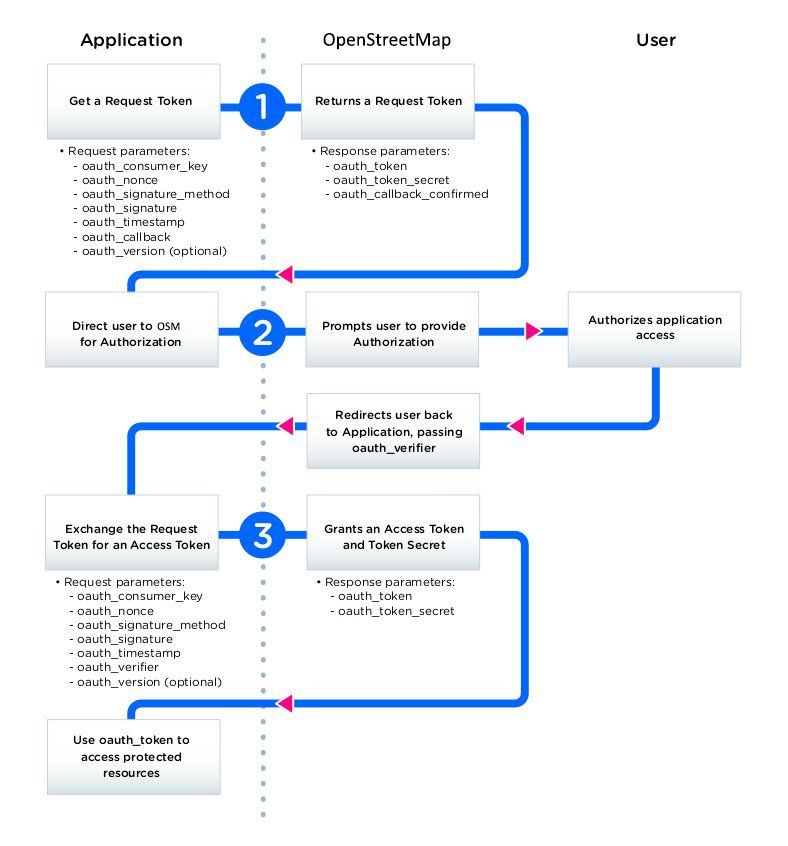 Application
OpenStreetMap
User
Get a Request Token
1
Returns a Request Token
• Request parameters:
- oauth_consumer_key
- oauth_nonce
- oauth_signature_method
- oauth_signature
- oauth_timestamp
- oauth_callback
- oauth_version (optional)
• Response parameters:
- oauth_token
- oauth_token_secret
- oauth_callback_confirmed
Direct user to OSM
for Authorization
2
Prompts user to provide
Authorization
Authorizes application
access
Redirects user back
to Application, passing
oauth_verifier
Exchange the Request
Token for an Access Token
3
Grants an Access Token
and Token Secret
• Request parameters:
- oauth_consumer_key
- oauth_nonce
- oauth_signature_method
- oauth_signature
- oauth_timestamp
- oauth_verifier
- oauth_version (optional)
• Response parameters:
- oauth_token
- oauth_token_secret
Use oauth_token to
access protected
resources